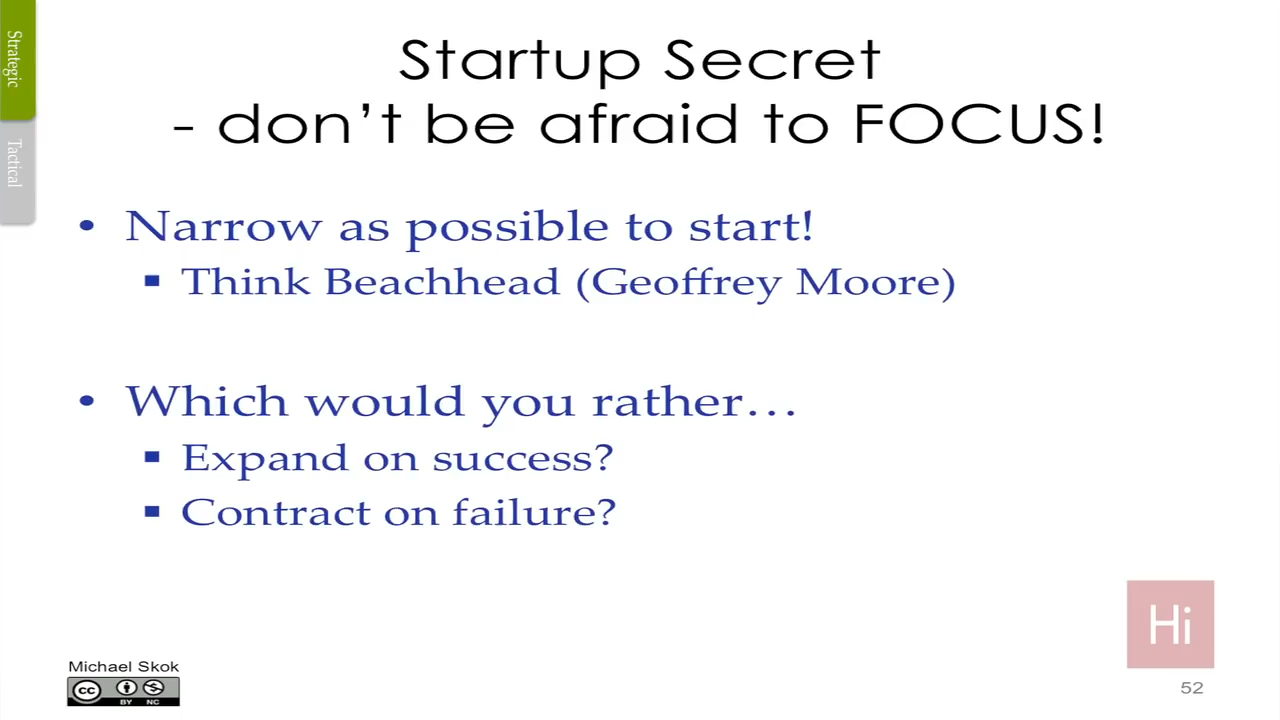 Strategic
Tactical
Startup Secret
- don't be afraid to FOCUS!
• Narrow as possible to start!
▪ Think Beachhead (Geoffrey Moore)
• Which would you rather…
▪ Expand on success?
▪ Contract on failure?
Hi
Michael Skok
cc BY NC
52